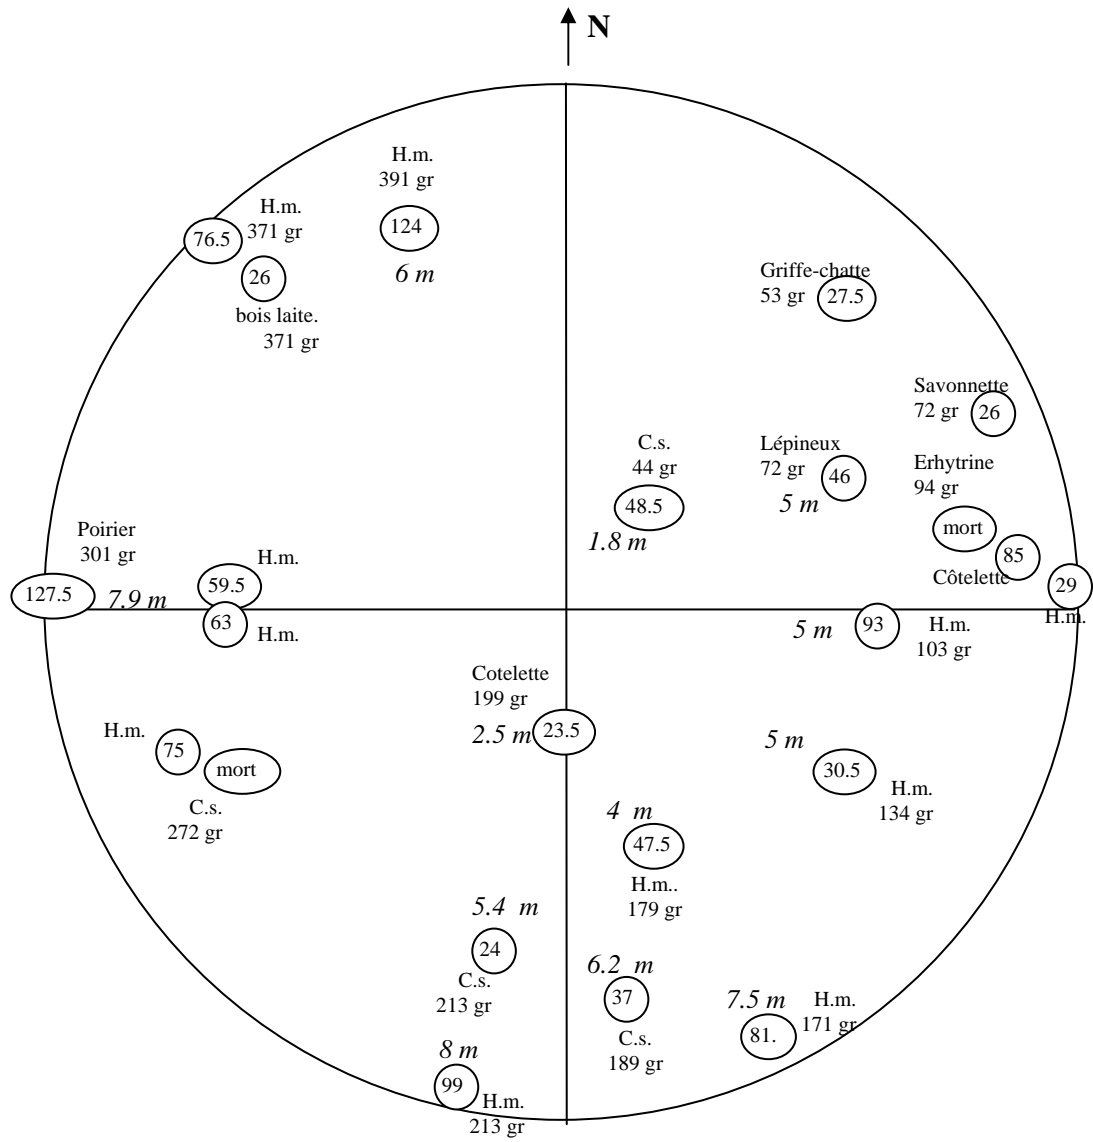 N
H.m.
391 gr
124
6 m
H.m.
371 gr
76.5
26
bois laite.
371 gr
Griffe-chatte
53 gr
27.5
Savonnette
72 gr
26
C.s.
44 gr
48.5
1.8 m
Lépineux
72 gr
46
5 m
Erhytrine
94 gr
mort
85
Côtelette
29
H.m.
Poirier
301 gr
127.5
7.9 m
H.m.
59.5
63
H.m.
5 m
93
H.m.
103 gr
Cotelette
199 gr
2.5 m
23.5
H.m.
75
mort
C.s.
272 gr
5 m
30.5
H.m.
134 gr
4 m
47.5
H.m..
179 gr
5.4 m
24
C.s.
213 gr
6.2 m
37
C.s.
189 gr
7.5 m
H.m.
171 gr
81.
8 m
99
H.m.
213 gr